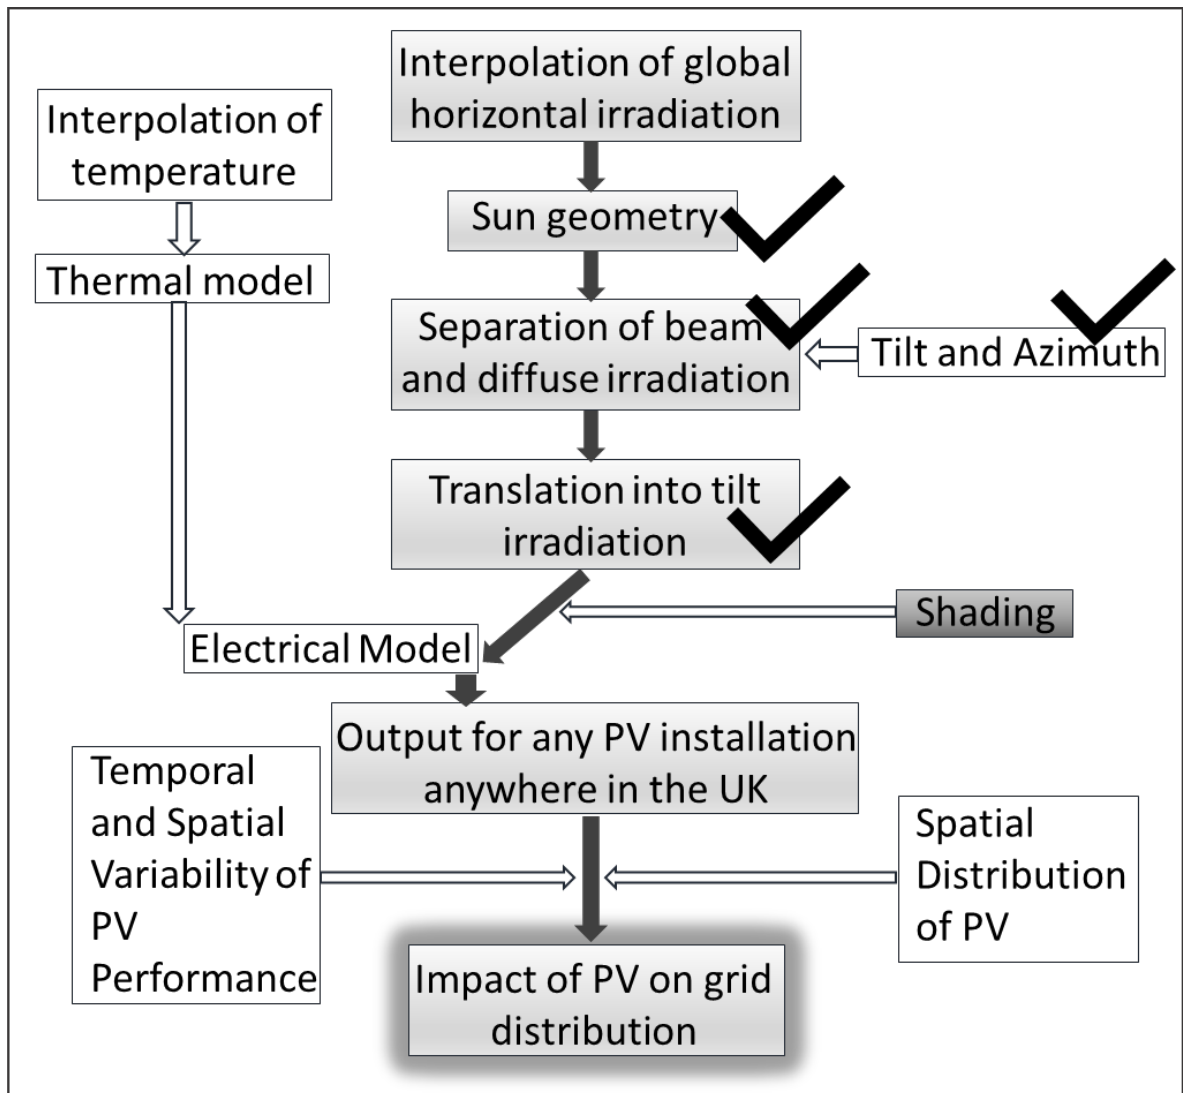 Interpolation of global
horizontal irradiation
Interpolation of
temperature
Sun geometry
Thermal model
Separation of beam
and diffuse irradiation
Tilt and Azimuth
Translation into tilt
irradiation
Shading
Electrical Model
Output for any PV installation
anywhere in the UK
Temporal
and Spatial
Variability of
PV
Performance
Spatial
Distribution
of PV
Impact of PV on grid
distribution